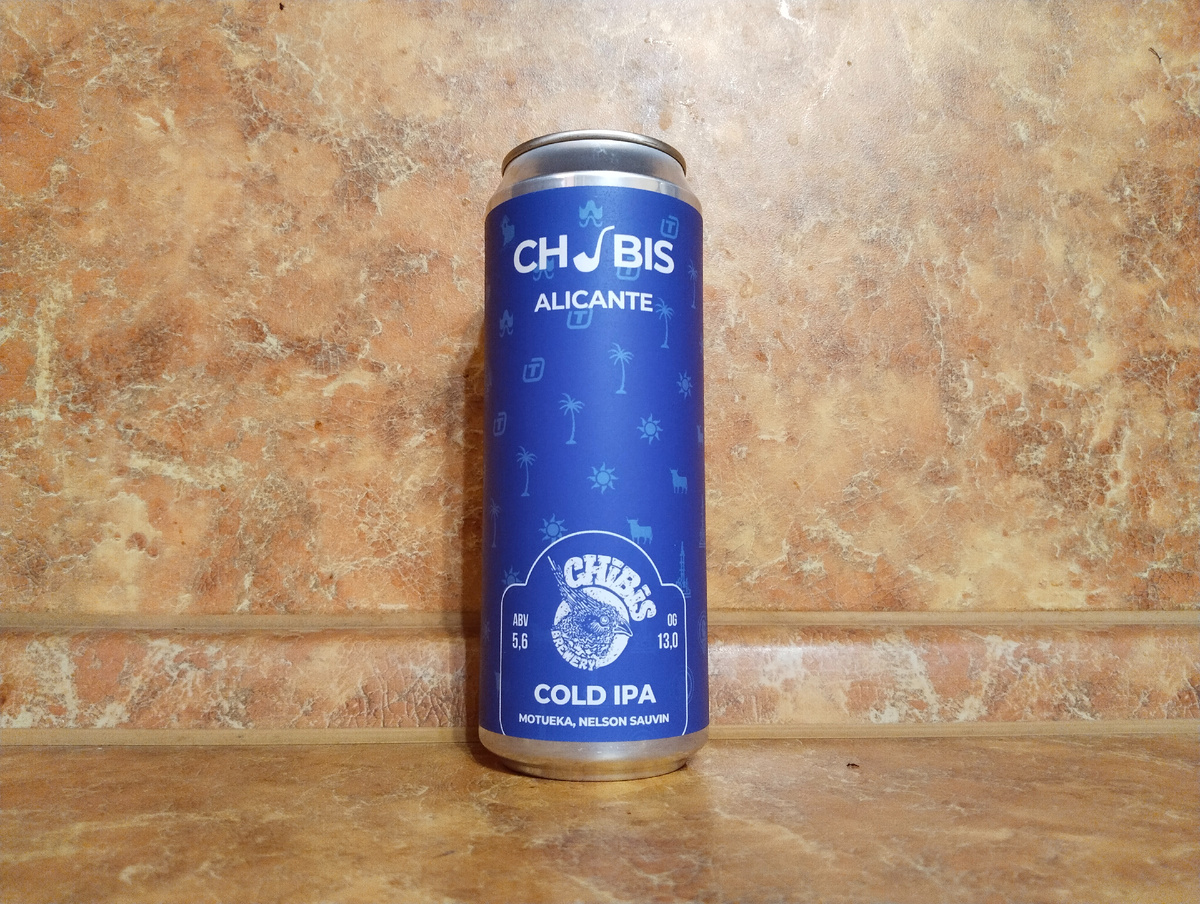 CH BIS
ALICANTE
CHIBIS
BREWERY
ABV
5,6
OG
13,0
COLD IPA
MOTUEKA, NELSON SAUVIN